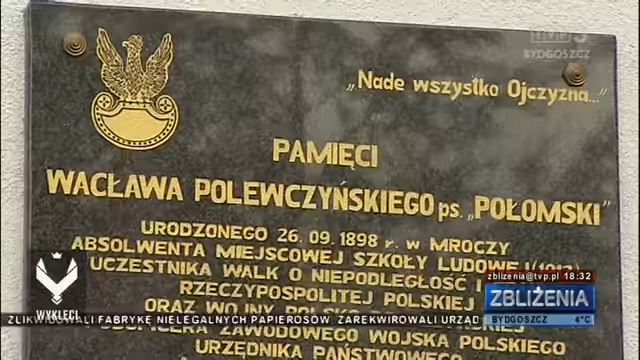 TVP3
BYDGOSZCZ
„Nade wszystko Ojczyzna..."
PAMIĘCI
WACŁAWA POLEWCZYŃSKIEGO ps. „POŁOMSKI"
URODZONEGO 26. 09. 1898 r. w MROCZY
ABSOLWENTA MIEJSCOWEJ SZKOŁY LUDOWEJ (1912)
UCZESTNIKA WALK O NIEPODLEGŁOŚĆ I
RZECZYPOSPOLITEJ POLSKIEJ
ORAZ WOJNY
ZAWODOWEGO WOJSKA POLSKIEGO
URZĘDNIKA PAŃSTWOWEGO
WYKLĘCI
zblizenia@tvp.pl 18:32
ZBLIŻENIA
BYDGOSZCZ 4°C
ZLIKWIDOWALI FABRYKĘ NIELEGALNYCH PAPIEROSÓW ZAREKWIROWALI URZĄD